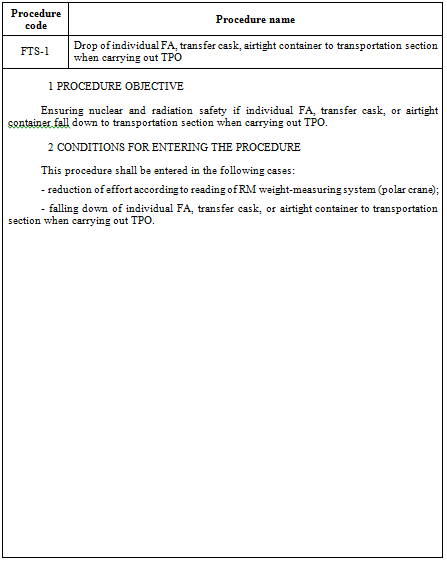 Procedure code
Procedure name
FTS-1
Drop of individual FA, transfer cask, airtight container to transportation section
when carrying out TPO
1 PROCEDURE OBJECTIVE
Ensuring nuclear and radiation safety if individual FA, transfer cask, or airtight
container fall down to transportation section when carrying out TPO.
2 CONDITIONS FOR ENTERING THE PROCEDURE
This procedure shall be entered in the following cases:
- reduction of effort according to reading of RM weight-measuring system (polar crane);
- falling down of individual FA, transfer cask, or airtight container to transportation
section when carrying out TPO.